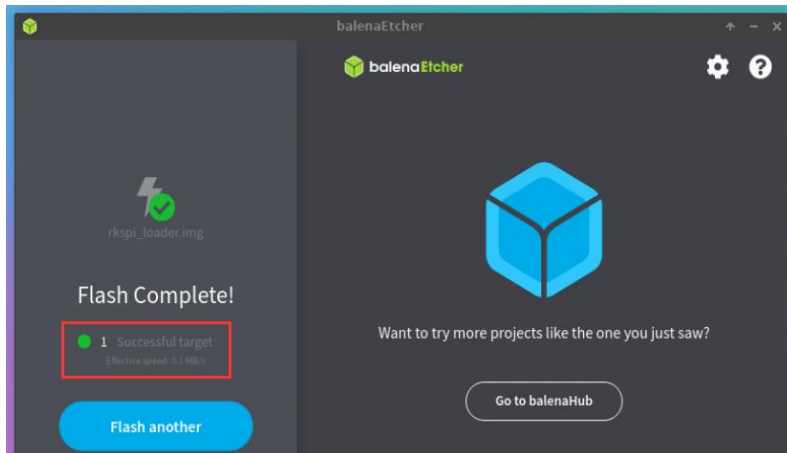 balenaEtcher
balenaEtcher
rkspi_loader.img
Flash Complete!
1 Successful target
Effective speed: 0.1 MB/s
Flash another
Want to try more projects like the one you just saw?
Go to balenaHub